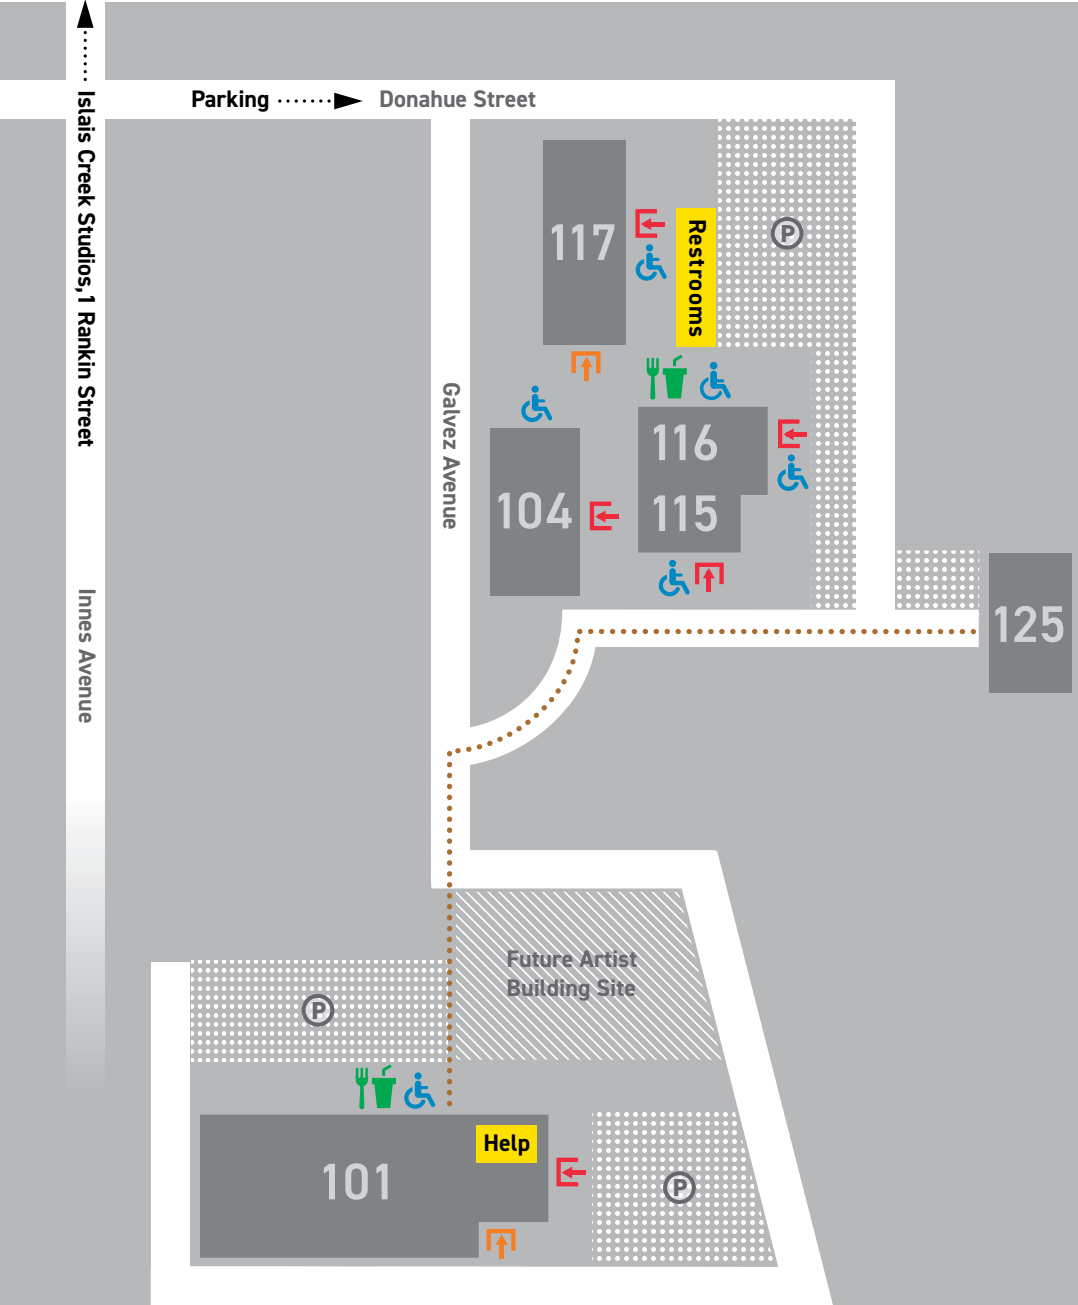 Parking
Donahue Street
Islais Creek Studios,1 Rankin Street
117
Restrooms
P
Galvez Avenue
116
104
115
Innes Avenue
125
Future Artist
Building Site
P
Help
101
P